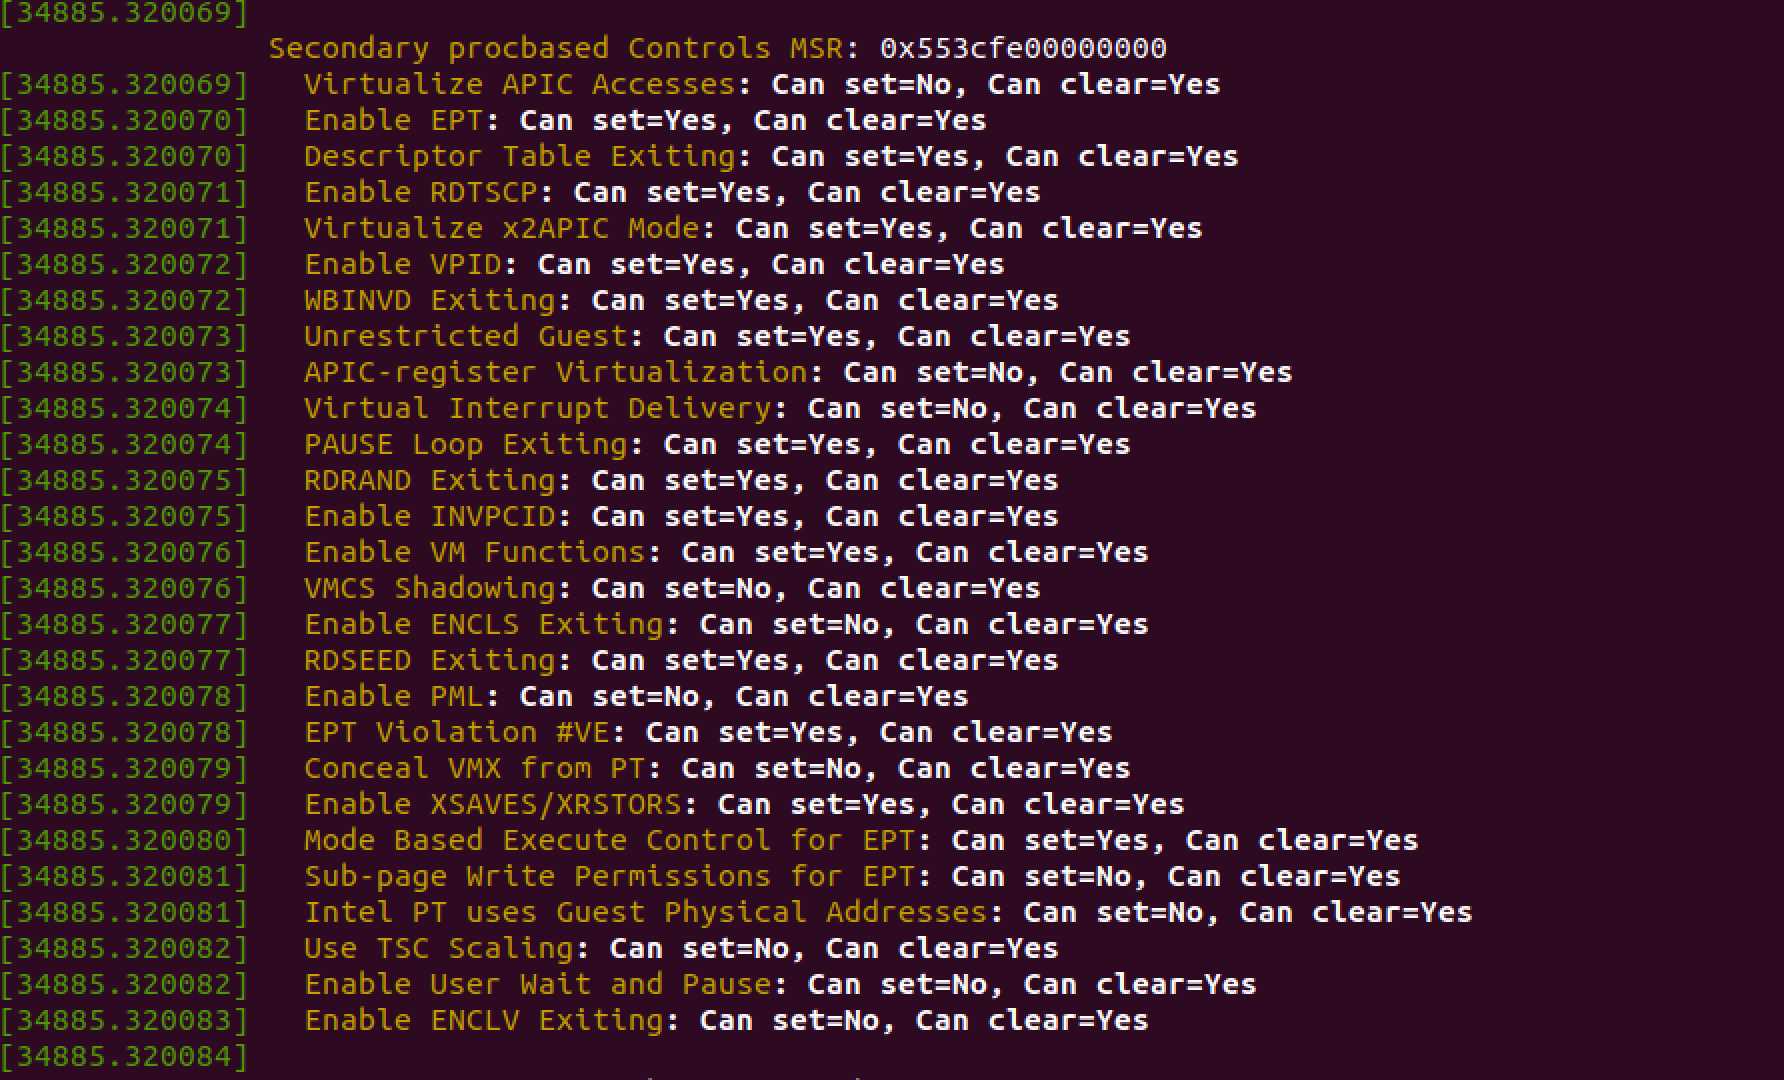 [34885.320069]
Secondary procbased Controls MSR: 0x553cfe00000000
[34885.320069] Virtualize APIC Accesses: Can set=No, Can clear=Yes
[34885.320070] Enable EPT: Can set=Yes, Can clear=Yes
[34885.320070] Descriptor Table Exiting: Can set=Yes, Can clear=Yes
[34885.320071] Enable RDTSCP: Can set=Yes, Can clear=Yes
[34885.320071] Virtualize x2APIC Mode: Can set=Yes, Can clear=Yes
[34885.320072] Enable VPID: Can set=Yes, Can clear=Yes
[34885.320072] WBINVD Exiting: Can set=Yes, Can clear=Yes
[34885.320073] Unrestricted Guest: Can set=Yes, Can clear=Yes
[34885.320073] APIC-register Virtualization: Can set=No, Can clear=Yes
[34885.320074] Virtual Interrupt Delivery: Can set=No, Can clear=Yes
[34885.320074] PAUSE Loop Exiting: Can set=Yes, Can clear=Yes
[34885.320075] RDRAND Exiting: Can set=Yes, Can clear=Yes
[34885.320075] Enable INVPCID: Can set=Yes, Can clear=Yes
[34885.320076] Enable VM Functions: Can set=Yes, Can clear=Yes
[34885.320076] VMCS Shadowing: Can set=No, Can clear=Yes
[34885.320077] Enable ENCLS Exiting: Can set=No, Can clear=Yes
[34885.320077] RDSEED Exiting: Can set=Yes, Can clear=Yes
[34885.320078] Enable PML: Can set=No, Can clear=Yes
[34885.320078] EPT Violation #VE: Can set=Yes, Can clear=Yes
[34885.320079] Conceal VMX from PT: Can set=No, Can clear=Yes
[34885.320079] Enable XSAVES/XRSTORS: Can set=Yes, Can clear=Yes
[34885.320080] Mode Based Execute Control for EPT: Can set=Yes, Can clear=Yes
[34885.320081] Sub-page Write Permissions for EPT: Can set=No, Can clear=Yes
[34885.320081] Intel PT uses Guest Physical Addresses: Can set=No, Can clear=Yes
[34885.320082] Use TSC Scaling: Can set=No, Can clear=Yes
[34885.320082] Enable User Wait and Pause: Can set=No, Can clear=Yes
[34885.320083] Enable ENCLV Exiting: Can set=No, Can clear=Yes
[34885.320084]